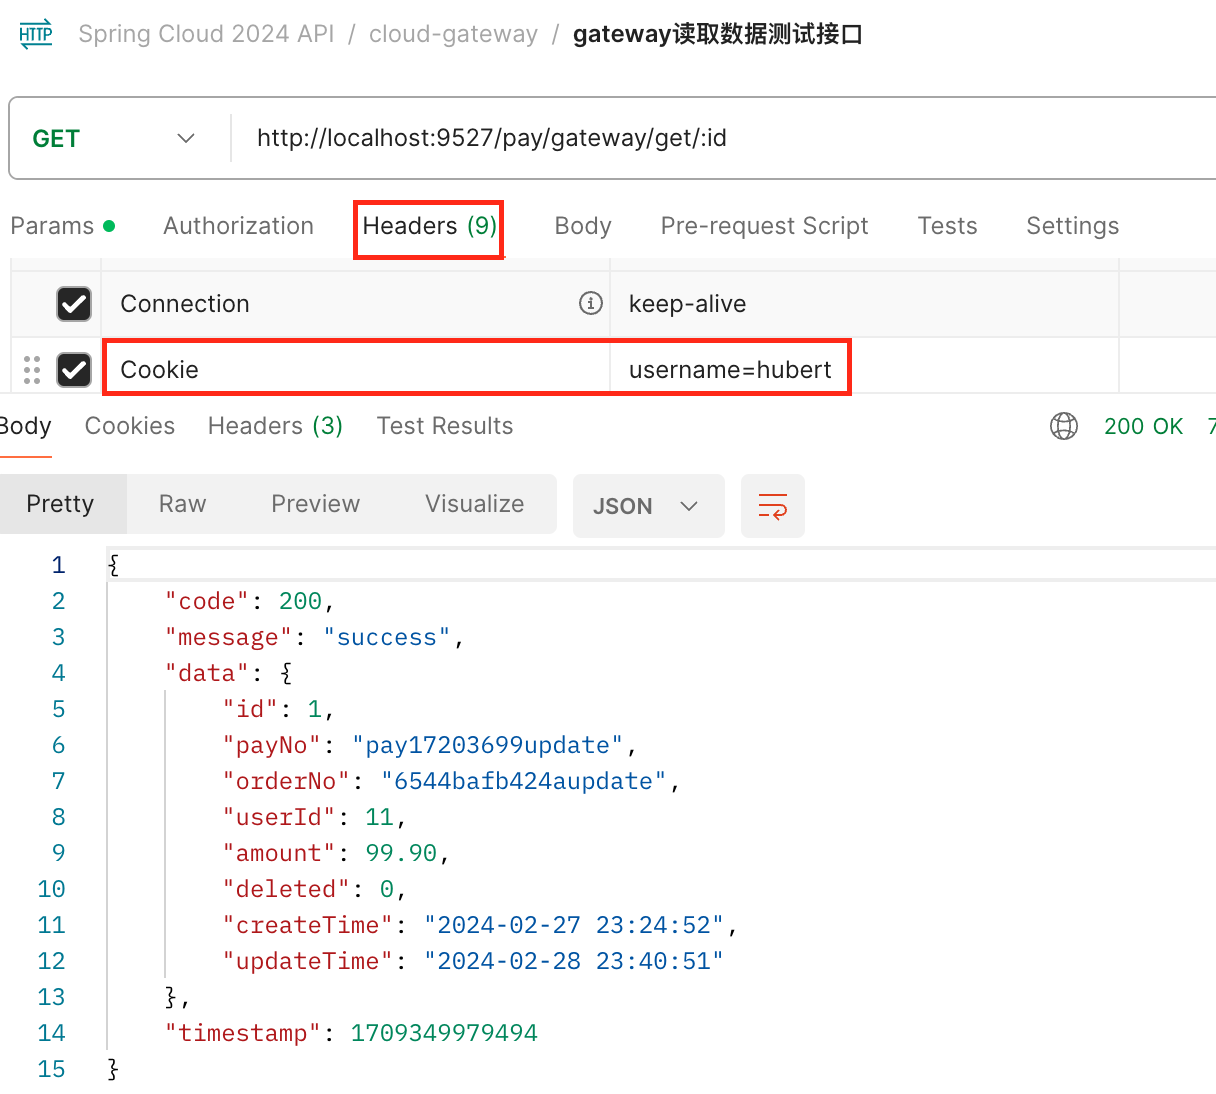 HTTP Spring Cloud 2024 API / cloud-gateway / gateway读取数据测试接口
GET http://localhost:9527/pay/gateway/get/:id
Params Authorization Headers (9) Body Pre-request Script Tests Settings
Connection keep-alive
Cookie username=hubert
Body Cookies Headers (3) Test Results 200 OK 7
Pretty Raw Preview Visualize JSON
1 {
2 "code": 200,
3 "message": "success",
4 "data": {
5 "id": 1,
6 "payNo": "pay17203699update",
7 "orderNo": "6544bafb424aupdate",
8 "userId": 11,
9 "amount": 99.90,
10 "deleted": 0,
11 "createTime": "2024-02-27 23:24:52",
12 "updateTime": "2024-02-28 23:40:51"
13 },
14 "timestamp": 1709349979494
15 }